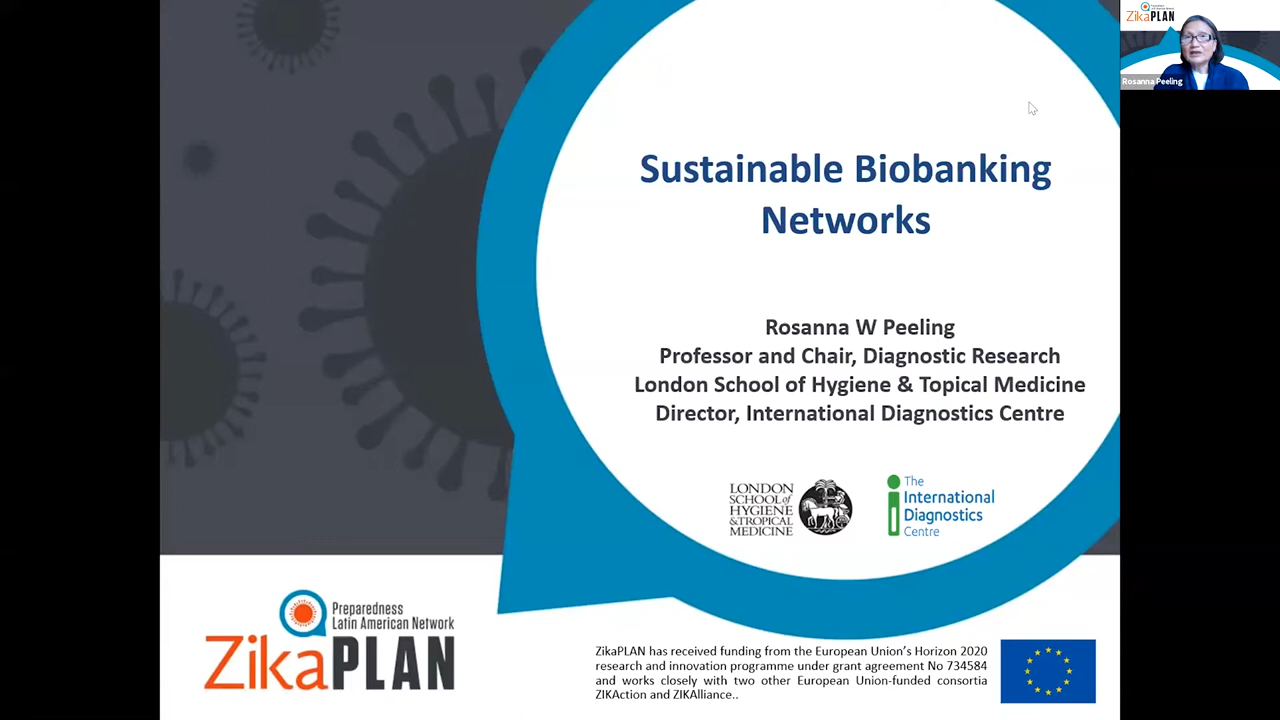 Sustainable Biobanking
Networks
Rosanna W Peeling
Professor and Chair, Diagnostic Research
London School of Hygiene & Topical Medicine
Director, International Diagnostics Centre
LONDON
SCHOOL of
HYGIENE
&TROPICAL
MEDICINE
The
International
Diagnostics
Centre
Preparedness
Latin American Network
ZikaPLAN
ZikaPLAN has received funding from the European Union's Horizon 2020
research and innovation programme under grant agreement No 734584
and works closely with two other European Union-funded consortia
ZIKAction and ZIKAlliance..
ZikaPLAN
Rosanna Peeling